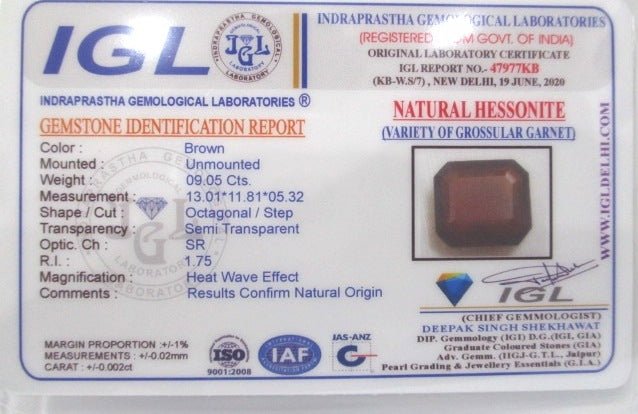 IGL
INDRAPRASTHA GEMOLOGICAL LABORATORIES
JGL
INDRAPRASTHA GEMOLOGICAL LABORATORIES ®
GEMSTONE IDENTIFICATION REPORT
Color : Brown
Mounted : Unmounted
Weight : 09.05 Cts.
Measurement : 13.01*11.81*05.32
Shape / Cut : Octagonal / Step
Transparency : Semi Transparent
Optic. Ch : SR
R.I. : 1.75
Magnification : Heat Wave Effect
Comments : Results Confirm Natural Origin
MARGIN PROPORTION :+/-1%
MEASUREMENTS : +/-0.02mm
CARAT : +/-0.002ct
ISO
9001:2008
IAF
JAS-ANZ
INDRAPRASTHA GEMOLOGICAL LABORATORIES
(REGISTERED FROM GOVT. OF INDIA)
ORIGINAL LABORATORY CERTIFICATE
IGL REPORT NO.- 47977KB
(KB-W.S/7) , NEW DELHI, 19 JUNE, 2020
NATURAL HESSONITE
(VARIETY OF GROSSULAR GARNET)
IGL
(CHIEF GEMMOLOGIST)
DEEPAK SINGH SHEKHAWAT
DIP. Gemmology (IGI) D.G.(IGL, GIA)
Graduate Coloured Stones (GIA)
Adv. Gemm. (IIGJ-G.T.L., Jaipur)
Pearl Grading & Jewellery Essentials (G.I.A.)
WWW.IGLDELHI.COM